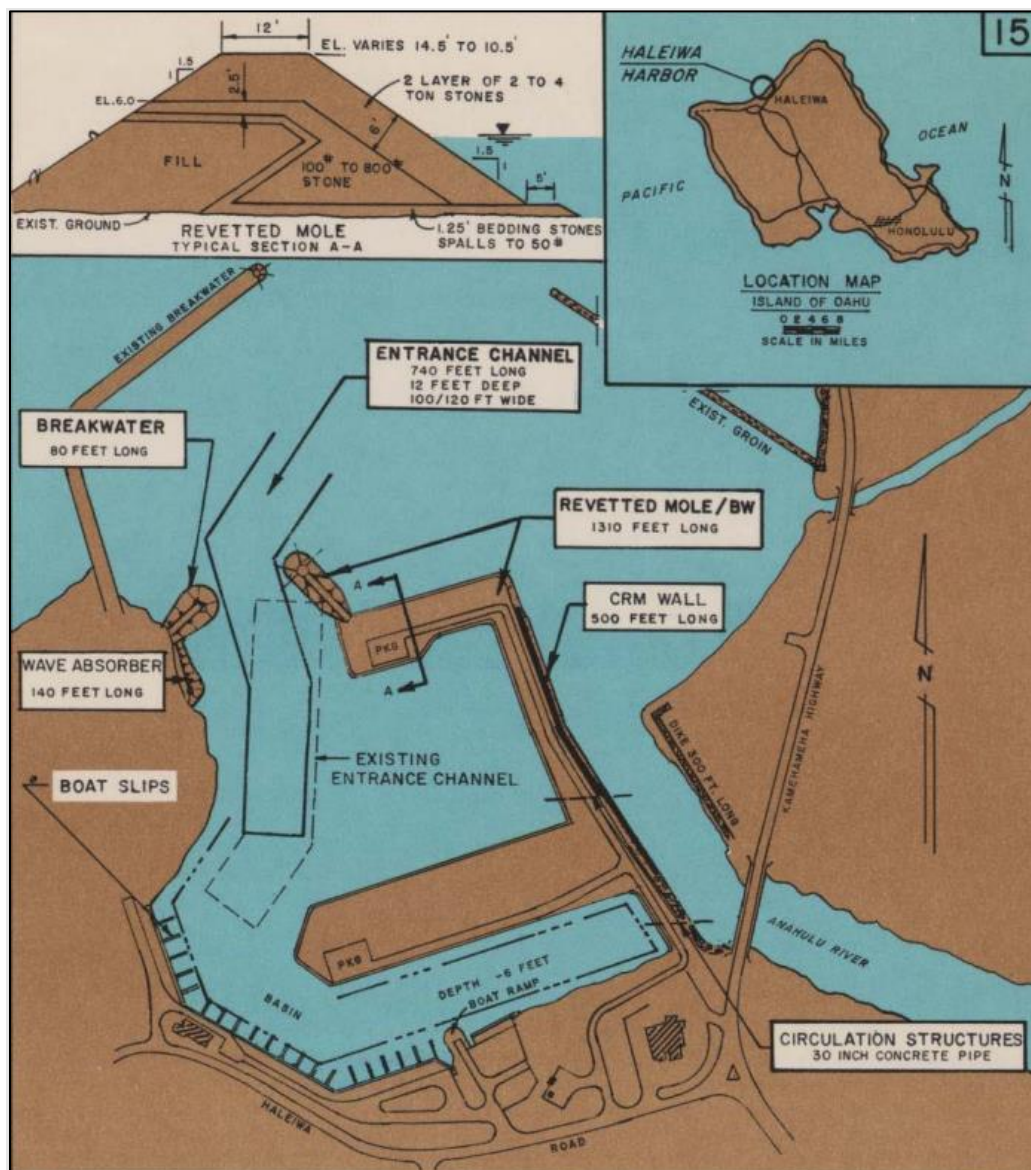 12'
EL. VARIES 14.5' TO 10.5'
1.5
1
2.5'
2 LAYER OF 2 TO 4
TON STONES
EL.6.0
6'
FILL
100# TO 800#
STONE
1.5
1
5'
EXIST. GROUND
1.25' BEDDING STONES
SPALLS TO 50#
REVETTED MOLE
TYPICAL SECTION A-A
15
HALEIWA
HARBOR
HALEIWA
OCEAN
PACIFIC
N
HONOLULU
LOCATION MAP
ISLAND OF OAHU
0 2 4 6 8
SCALE IN MILES
EXISTING BREAKWATER
ENTRANCE CHANNEL
740 FEET LONG
12 FEET DEEP
100/120 FT WIDE
EXIST. GROIN
BREAKWATER
80 FEET LONG
REVETTED MOLE/BW
1310 FEET LONG
A
PKG
A
CRM WALL
500 FEET LONG
WAVE ABSORBER
140 FEET LONG
N
KAMEHAMEHA HIGHWAY
DIKE 300 FT. LONG
EXISTING
ENTRANCE CHANNEL
BOAT SLIPS
ANAHULU RIVER
PKG
DEPTH -6 FEET
BASIN
BOAT RAMP
CIRCULATION STRUCTURES
30 INCH CONCRETE PIPE
HALEIWA
ROAD